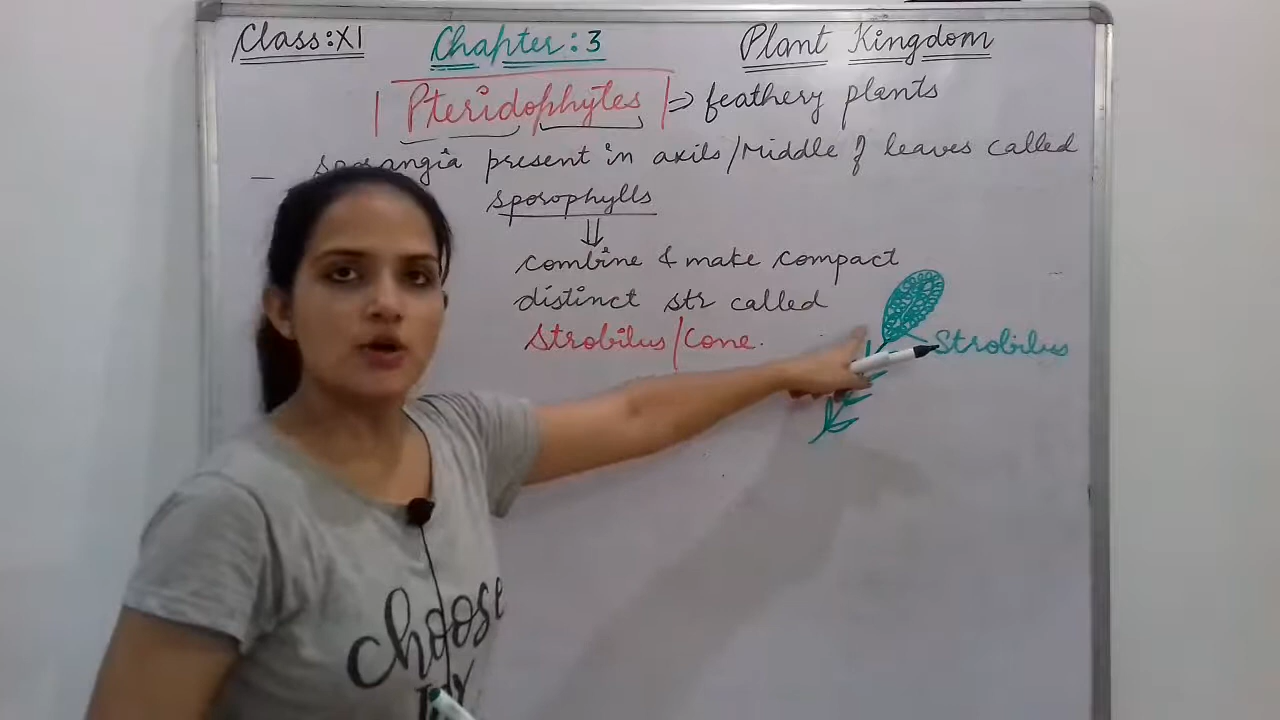 Class:XI Chapter:3 Plant Kingdom
Pteridophytes => feathery plants
– sporangia present in axils/Middle of leaves called
sporophylls
combine & make compact
distinct str called
Strobilus/Cone.
Strobilus
choose